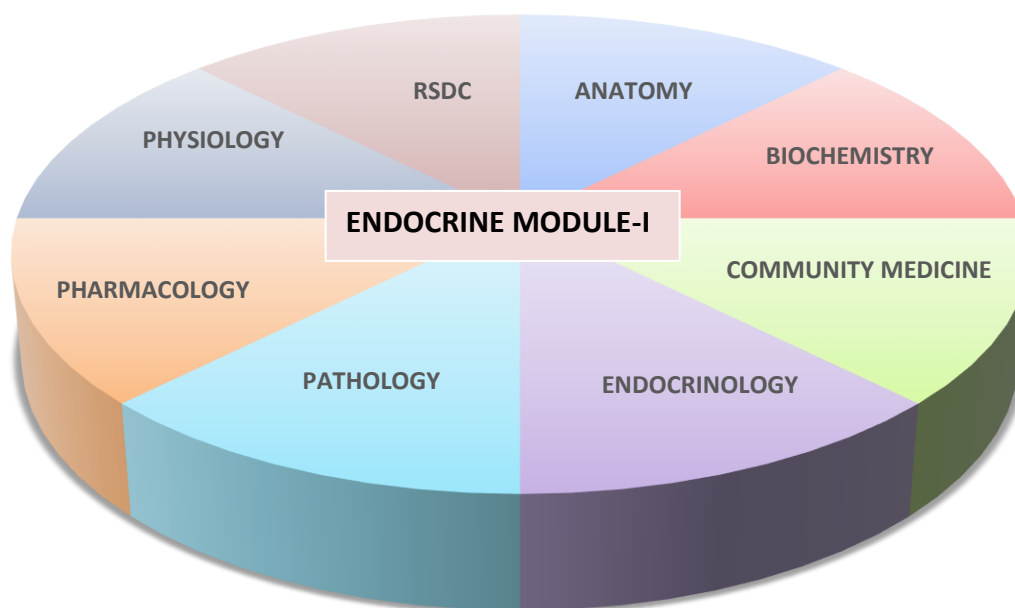 RSDC
ANATOMY
PHYSIOLOGY
BIOCHEMISTRY
ENDOCRINE MODULE-I
COMMUNITY MEDICINE
PHARMACOLOGY
PATHOLOGY
ENDOCRINOLOGY